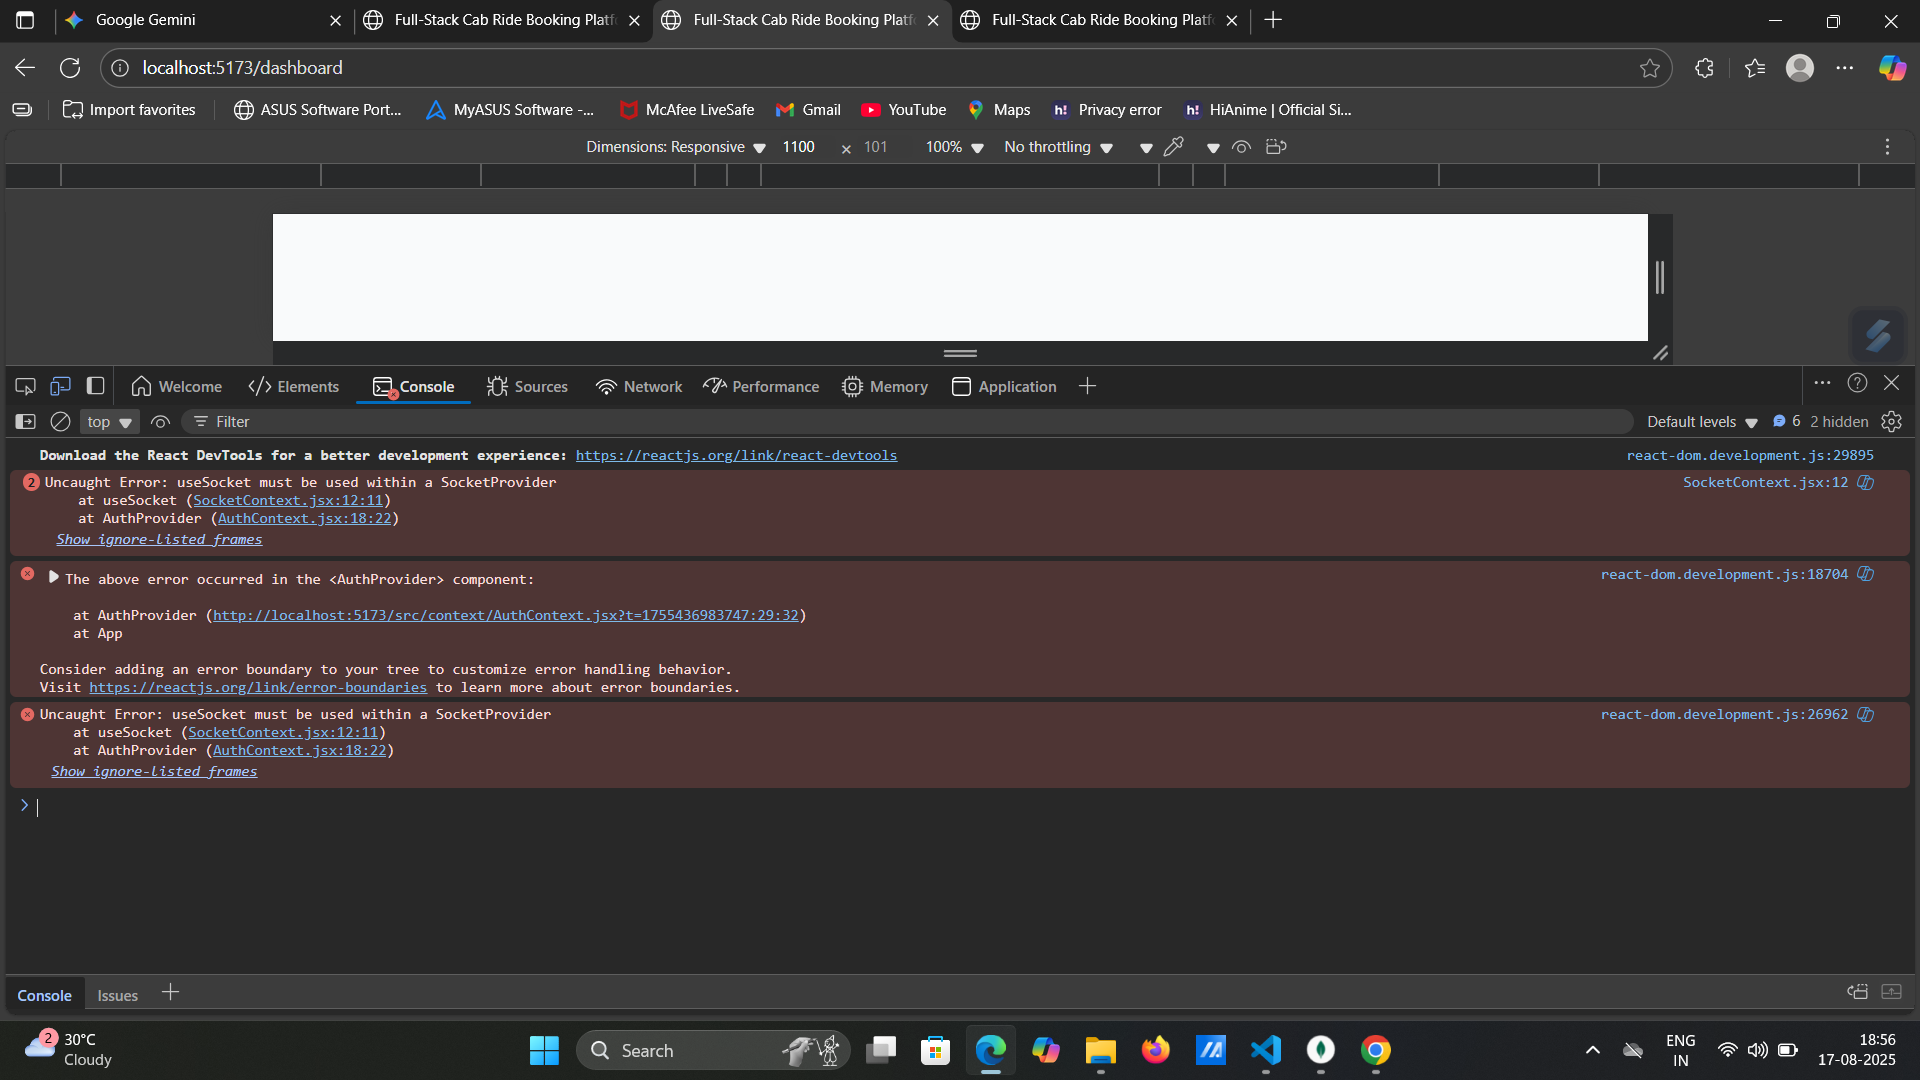 Google Gemini
Full-Stack Cab Ride Booking Platf
Full-Stack Cab Ride Booking Platf
Full-Stack Cab Ride Booking Platf
localhost:5173/dashboard
Import favorites
ASUS Software Port...
MyASUS Software -...
McAfee LiveSafe
Gmail
YouTube
Maps
h! Privacy error
h! HiAnime | Official Si...
Dimensions: Responsive 1100 × 101 100% No throttling
Welcome Elements Console Sources Network Performance Memory Application
top Filter Default levels 6 2 hidden
Download the React DevTools for a better development experience: https://reactjs.org/link/react-devtools react-dom.development.js:29895
2 Uncaught Error: useSocket must be used within a SocketProvider SocketContext.jsx:12
at useSocket (SocketContext.jsx:12:11)
at AuthProvider (AuthContext.jsx:18:22)
Show ignore-listed frames
The above error occurred in the <AuthProvider> component: react-dom.development.js:18704
at AuthProvider (http://localhost:5173/src/context/AuthContext.jsx?t=1755436983747:29:32)
at App
Consider adding an error boundary to your tree to customize error handling behavior.
Visit https://reactjs.org/link/error-boundaries to learn more about error boundaries.
Uncaught Error: useSocket must be used within a SocketProvider react-dom.development.js:26962
at useSocket (SocketContext.jsx:12:11)
at AuthProvider (AuthContext.jsx:18:22)
Show ignore-listed frames
Console Issues
2 30°C
Cloudy
Search
ENG
IN
18:56
17-08-2025